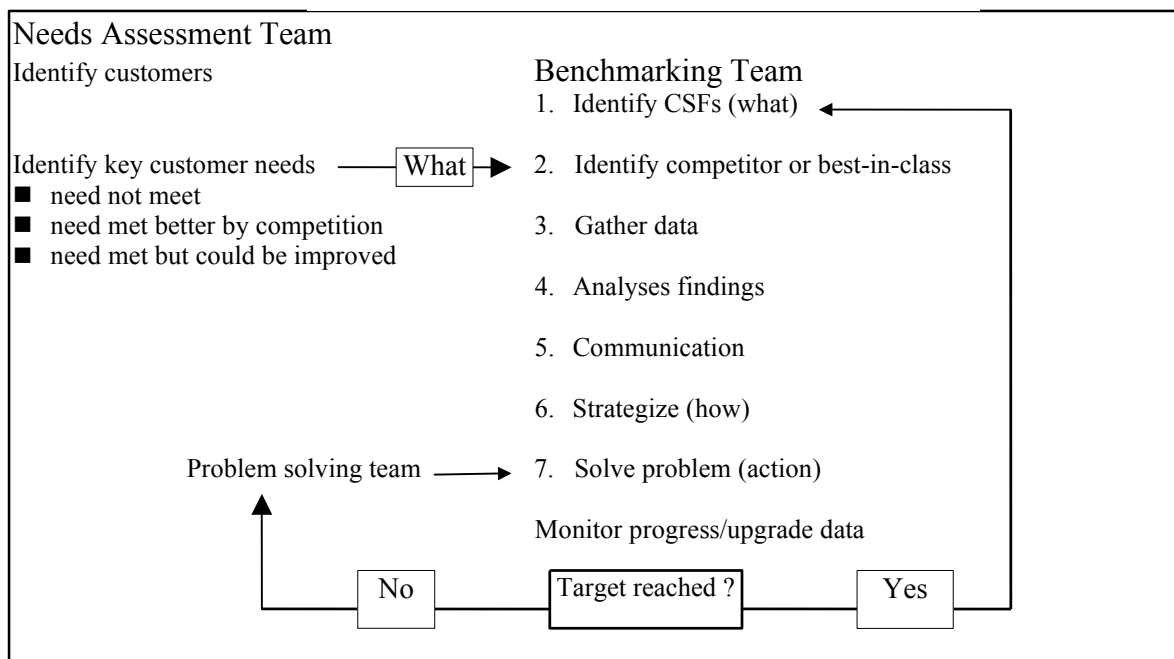 Needs Assessment Team
Identify customers
Benchmarking Team
1. Identify CSFs (what)
Identify key customer needs
What
2. Identify competitor or best-in-class
■ need not meet
■ need met better by competition
3. Gather data
■ need met but could be improved
4. Analyses findings
5. Communication
6. Strategize (how)
Problem solving team
7. Solve problem (action)
Monitor progress/upgrade data
No
Target reached ?
Yes